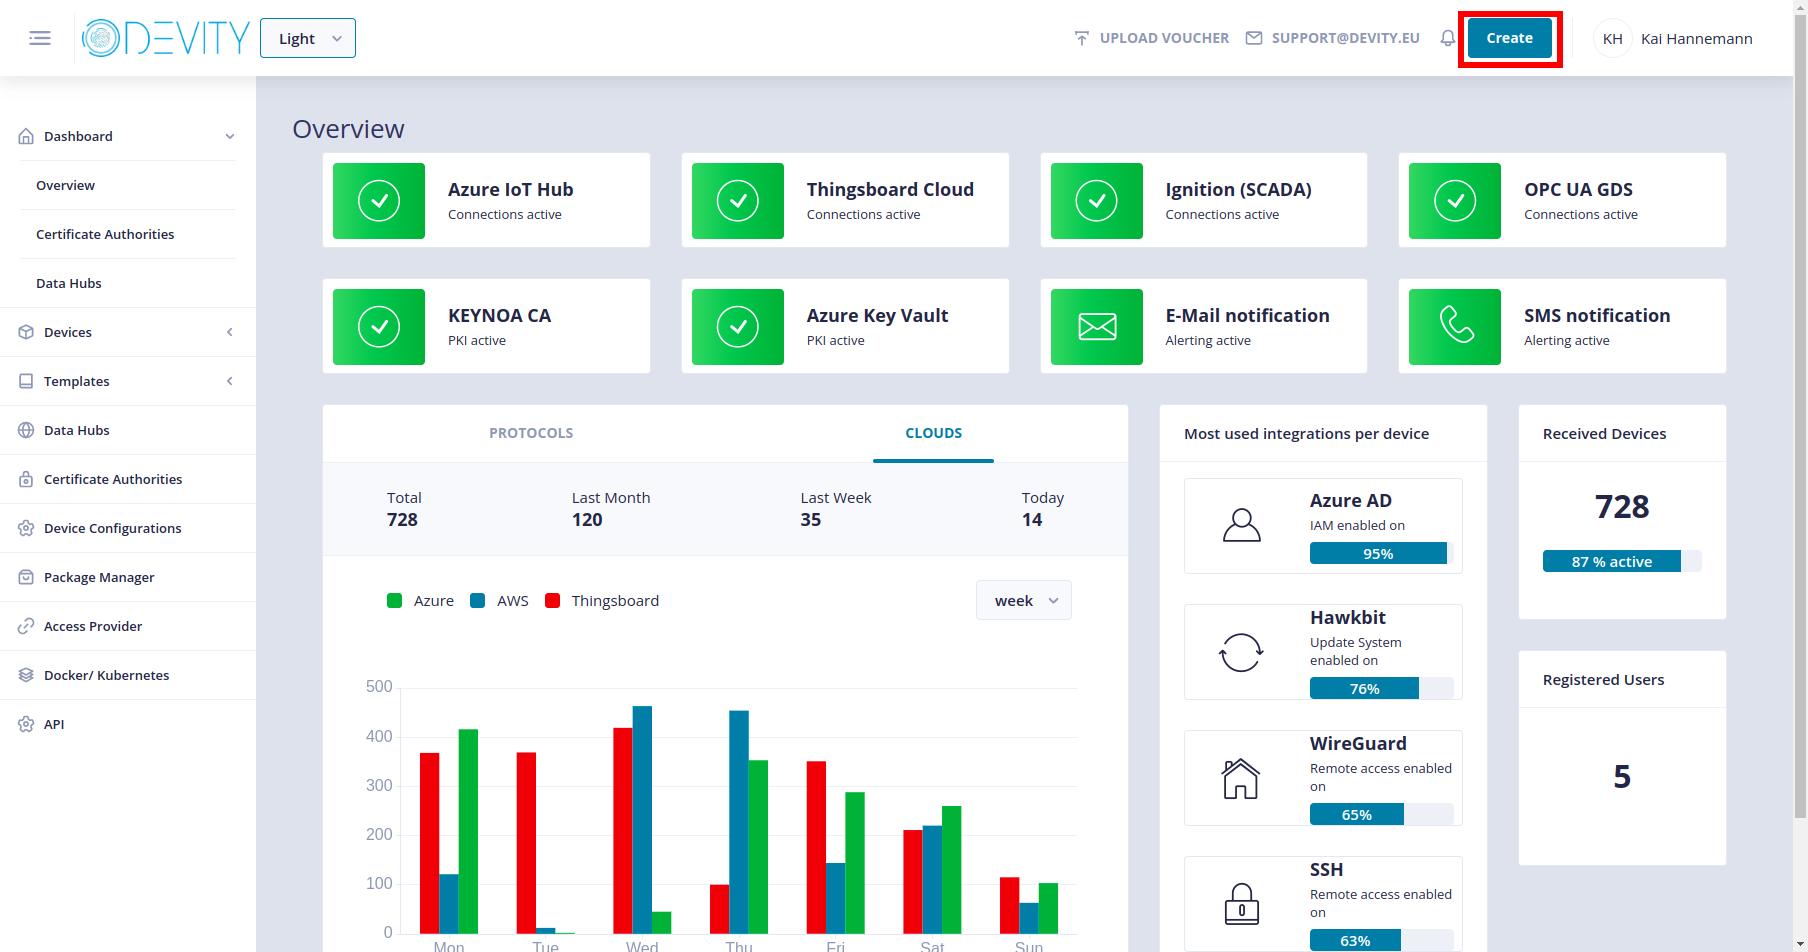 DEVITY
Light
UPLOAD VOUCHER
SUPPORT@DEVITY.EU
Create
KH
Kai Hannemann
Dashboard
Overview
Certificate Authorities
Data Hubs
Devices
Templates
Data Hubs
Certificate Authorities
Device Configurations
Package Manager
Access Provider
Docker/ Kubernetes
API
Overview
Azure IoT Hub
Connections active
Thingsboard Cloud
Connections active
Ignition (SCADA)
Connections active
OPC UA GDS
Connections active
KEYNOA CA
PKI active
Azure Key Vault
PKI active
E-Mail notification
Alerting active
SMS notification
Alerting active
PROTOCOLS
CLOUDS
Total
728
Last Month
120
Last Week
35
Today
14
Azure
AWS
Thingsboard
week
500
400
300
200
100
0
Mon
Tue
Wed
Thu
Fri
Sat
Sun
Most used integrations per device
Azure AD
IAM enabled on
95%
Hawkbit
Update System
enabled on
76%
WireGuard
Remote access enabled
on
65%
SSH
Remote access enabled
on
63%
Received Devices
728
87 % active
Registered Users
5